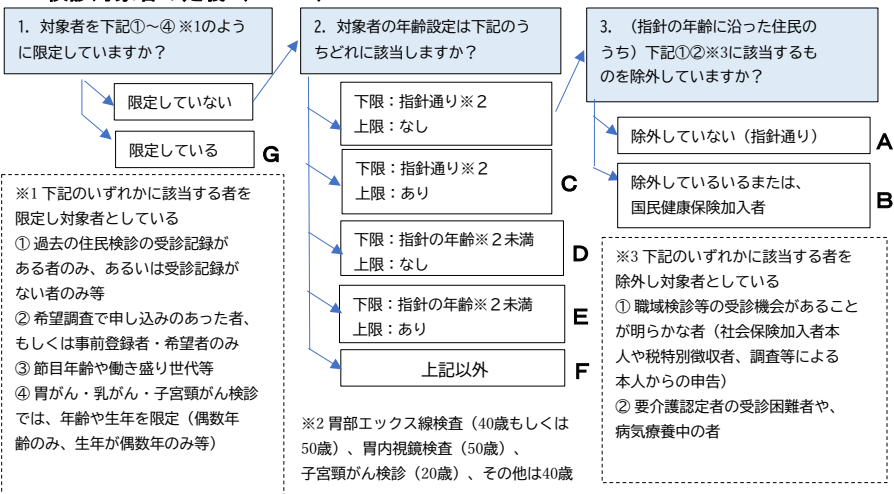 1. 対象者を下記①～④ ※1のよう
に限定していますか？
限定していない
限定している
G
※1 下記のいずれかに該当する者を
限定し対象者としている
① 過去の住民検診の受診記録が
ある者のみ、あるいは受診記録が
ない者のみ等
② 希望調査で申し込みのあった者、
もしくは事前登録者・希望者のみ
③ 節目年齢や働き盛り世代等
④ 胃がん・乳がん・子宮頸がん検診
では、年齢や生年を限定（偶数年
齢のみ、生年が偶数年のみ等）
2. 対象者の年齢設定は下記のう
ちどれに該当しますか？
下限：指針通り※２
上限：なし
下限：指針通り※２
上限：あり
C
下限：指針の年齢※２未満
上限：なし
D
下限：指針の年齢※２未満
上限：あり
E
上記以外
F
※2 胃部エックス線検査（40歳もしくは
50歳）、胃内視鏡検査（50歳）、
子宮頸がん検診（20歳）、その他は40歳
3. （指針の年齢に沿った住民の
うち）下記①②※3に該当するも
のを除外していますか？
除外していない（指針通り）
A
除外しているいるまたは、
国民健康保険加入者
B
※3 下記のいずれかに該当する者を
除外し対象者としている
① 職域検診等の受診機会があること
が明らかな者（社会保険加入者本
人や税特別徴収者、調査等による
本人からの申告）
② 要介護認定者の受診困難者や、
病気療養中の者